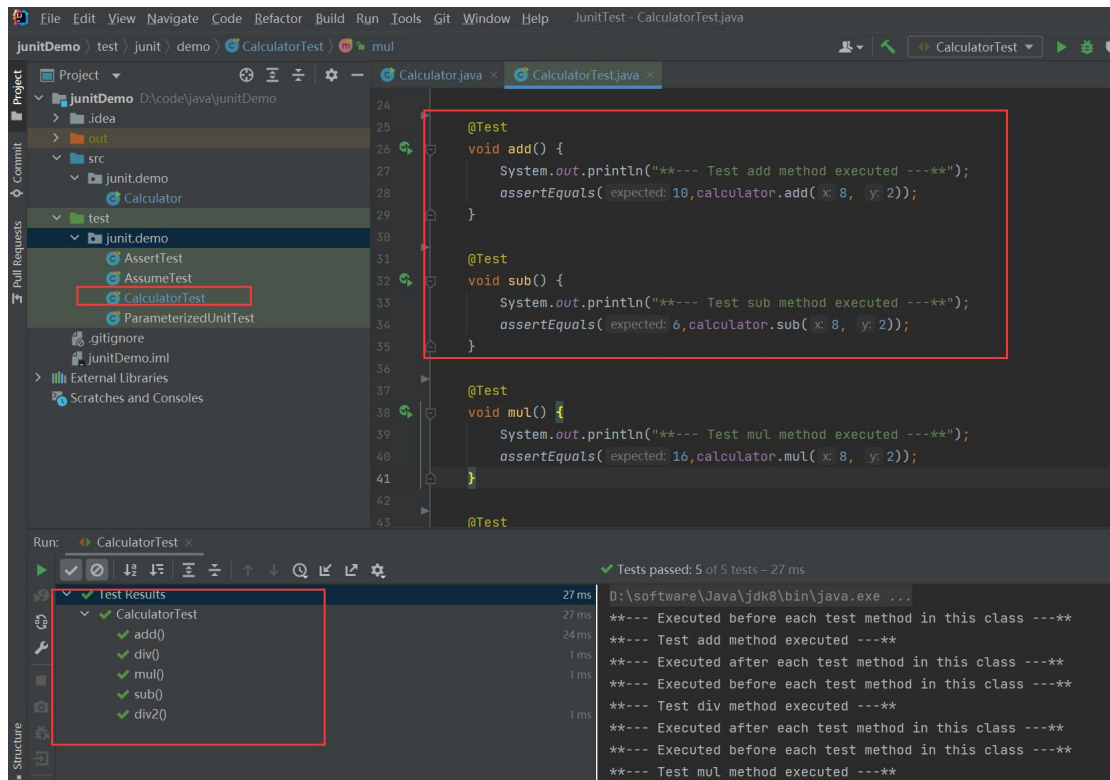 File Edit View Navigate Code Refactor Build Run Tools Git Window Help JunitTest - CalculatorTest.java
junitDemo 〉 test 〉 junit 〉 demo 〉 CalculatorTest 〉 mul
CalculatorTest
Project
Commit
Pull Requests
Structure
Project
junitDemo D:\code\java\junitDemo
.idea
out
src
junit.demo
Calculator
test
junit.demo
AssertTest
AssumeTest
CalculatorTest
ParameterizedUnitTest
.gitignore
junitDemo.iml
External Libraries
Scratches and Consoles
Calculator.java × CalculatorTest.java ×
24
25 @Test
26 void add() {
27 System.out.println("**--- Test add method executed ---**");
28 assertEquals( expected: 10,calculator.add( x: 8, y: 2));
29 }
30
31 @Test
32 void sub() {
33 System.out.println("**--- Test sub method executed ---**");
34 assertEquals( expected: 6,calculator.sub( x: 8, y: 2));
35 }
36
37 @Test
38 void mul() {
39 System.out.println("**--- Test mul method executed ---**");
40 assertEquals( expected: 16,calculator.mul( x: 8, y: 2));
41 }
42
43 @Test
Run: CalculatorTest ×
Tests passed: 5 of 5 tests – 27 ms
Test Results 27 ms
CalculatorTest 27 ms
add() 24 ms
div() 1 ms
mul() 1 ms
sub()
div2() 1 ms
D:\software\Java\jdk8\bin\java.exe ...
**--- Executed before each test method in this class ---**
**--- Test add method executed ---**
**--- Executed after each test method in this class ---**
**--- Executed before each test method in this class ---**
**--- Test div method executed ---**
**--- Executed after each test method in this class ---**
**--- Executed before each test method in this class ---**
**--- Test mul method executed ---**